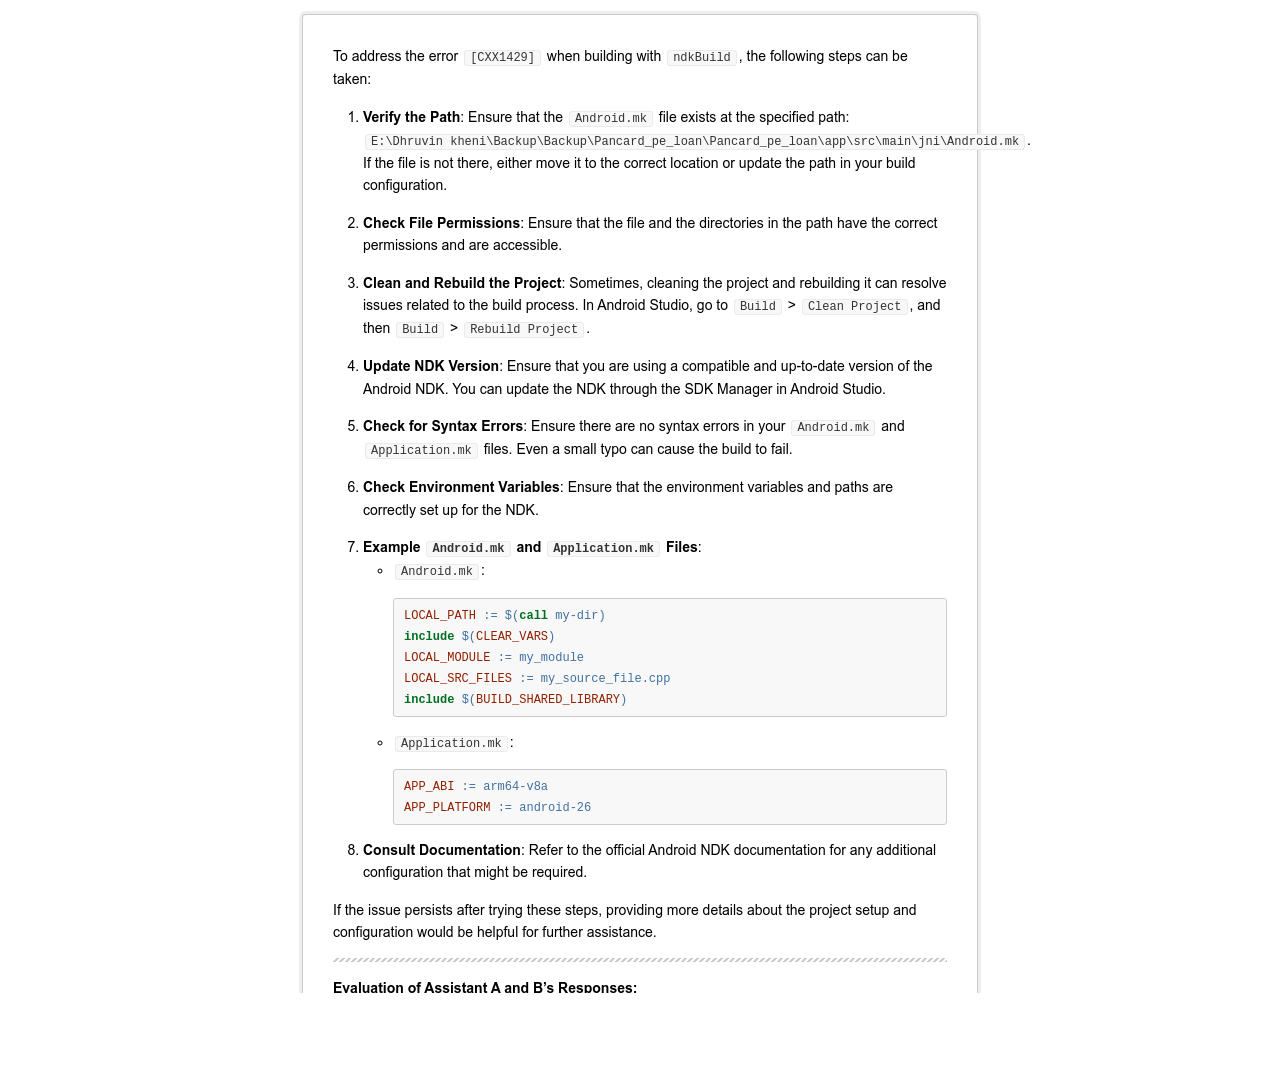 To address the error [CXX1429] when building with ndkBuild, the following steps can be
taken:
1. Verify the Path: Ensure that the Android.mk file exists at the specified path:
E:\Dhruvin kheni\Backup\Backup\Pancard_pe_loan\Pancard_pe_loan\app\src\main\jni\Android.mk.
If the file is not there, either move it to the correct location or update the path in your build
configuration.
2. Check File Permissions: Ensure that the file and the directories in the path have the correct
permissions and are accessible.
3. Clean and Rebuild the Project: Sometimes, cleaning the project and rebuilding it can resolve
issues related to the build process. In Android Studio, go to Build > Clean Project, and
then Build > Rebuild Project.
4. Update NDK Version: Ensure that you are using a compatible and up-to-date version of the
Android NDK. You can update the NDK through the SDK Manager in Android Studio.
5. Check for Syntax Errors: Ensure there are no syntax errors in your Android.mk and
Application.mk files. Even a small typo can cause the build to fail.
6. Check Environment Variables: Ensure that the environment variables and paths are
correctly set up for the NDK.
7. Example Android.mk and Application.mk Files:
◦ Android.mk:
LOCAL_PATH := $(call my-dir)
include $(CLEAR_VARS)
LOCAL_MODULE := my_module
LOCAL_SRC_FILES := my_source_file.cpp
include $(BUILD_SHARED_LIBRARY)
◦ Application.mk:
APP_ABI := arm64-v8a
APP_PLATFORM := android-26
8. Consult Documentation: Refer to the official Android NDK documentation for any additional
configuration that might be required.
If the issue persists after trying these steps, providing more details about the project setup and
configuration would be helpful for further assistance.
Evaluation of Assistant A and B’s Responses: